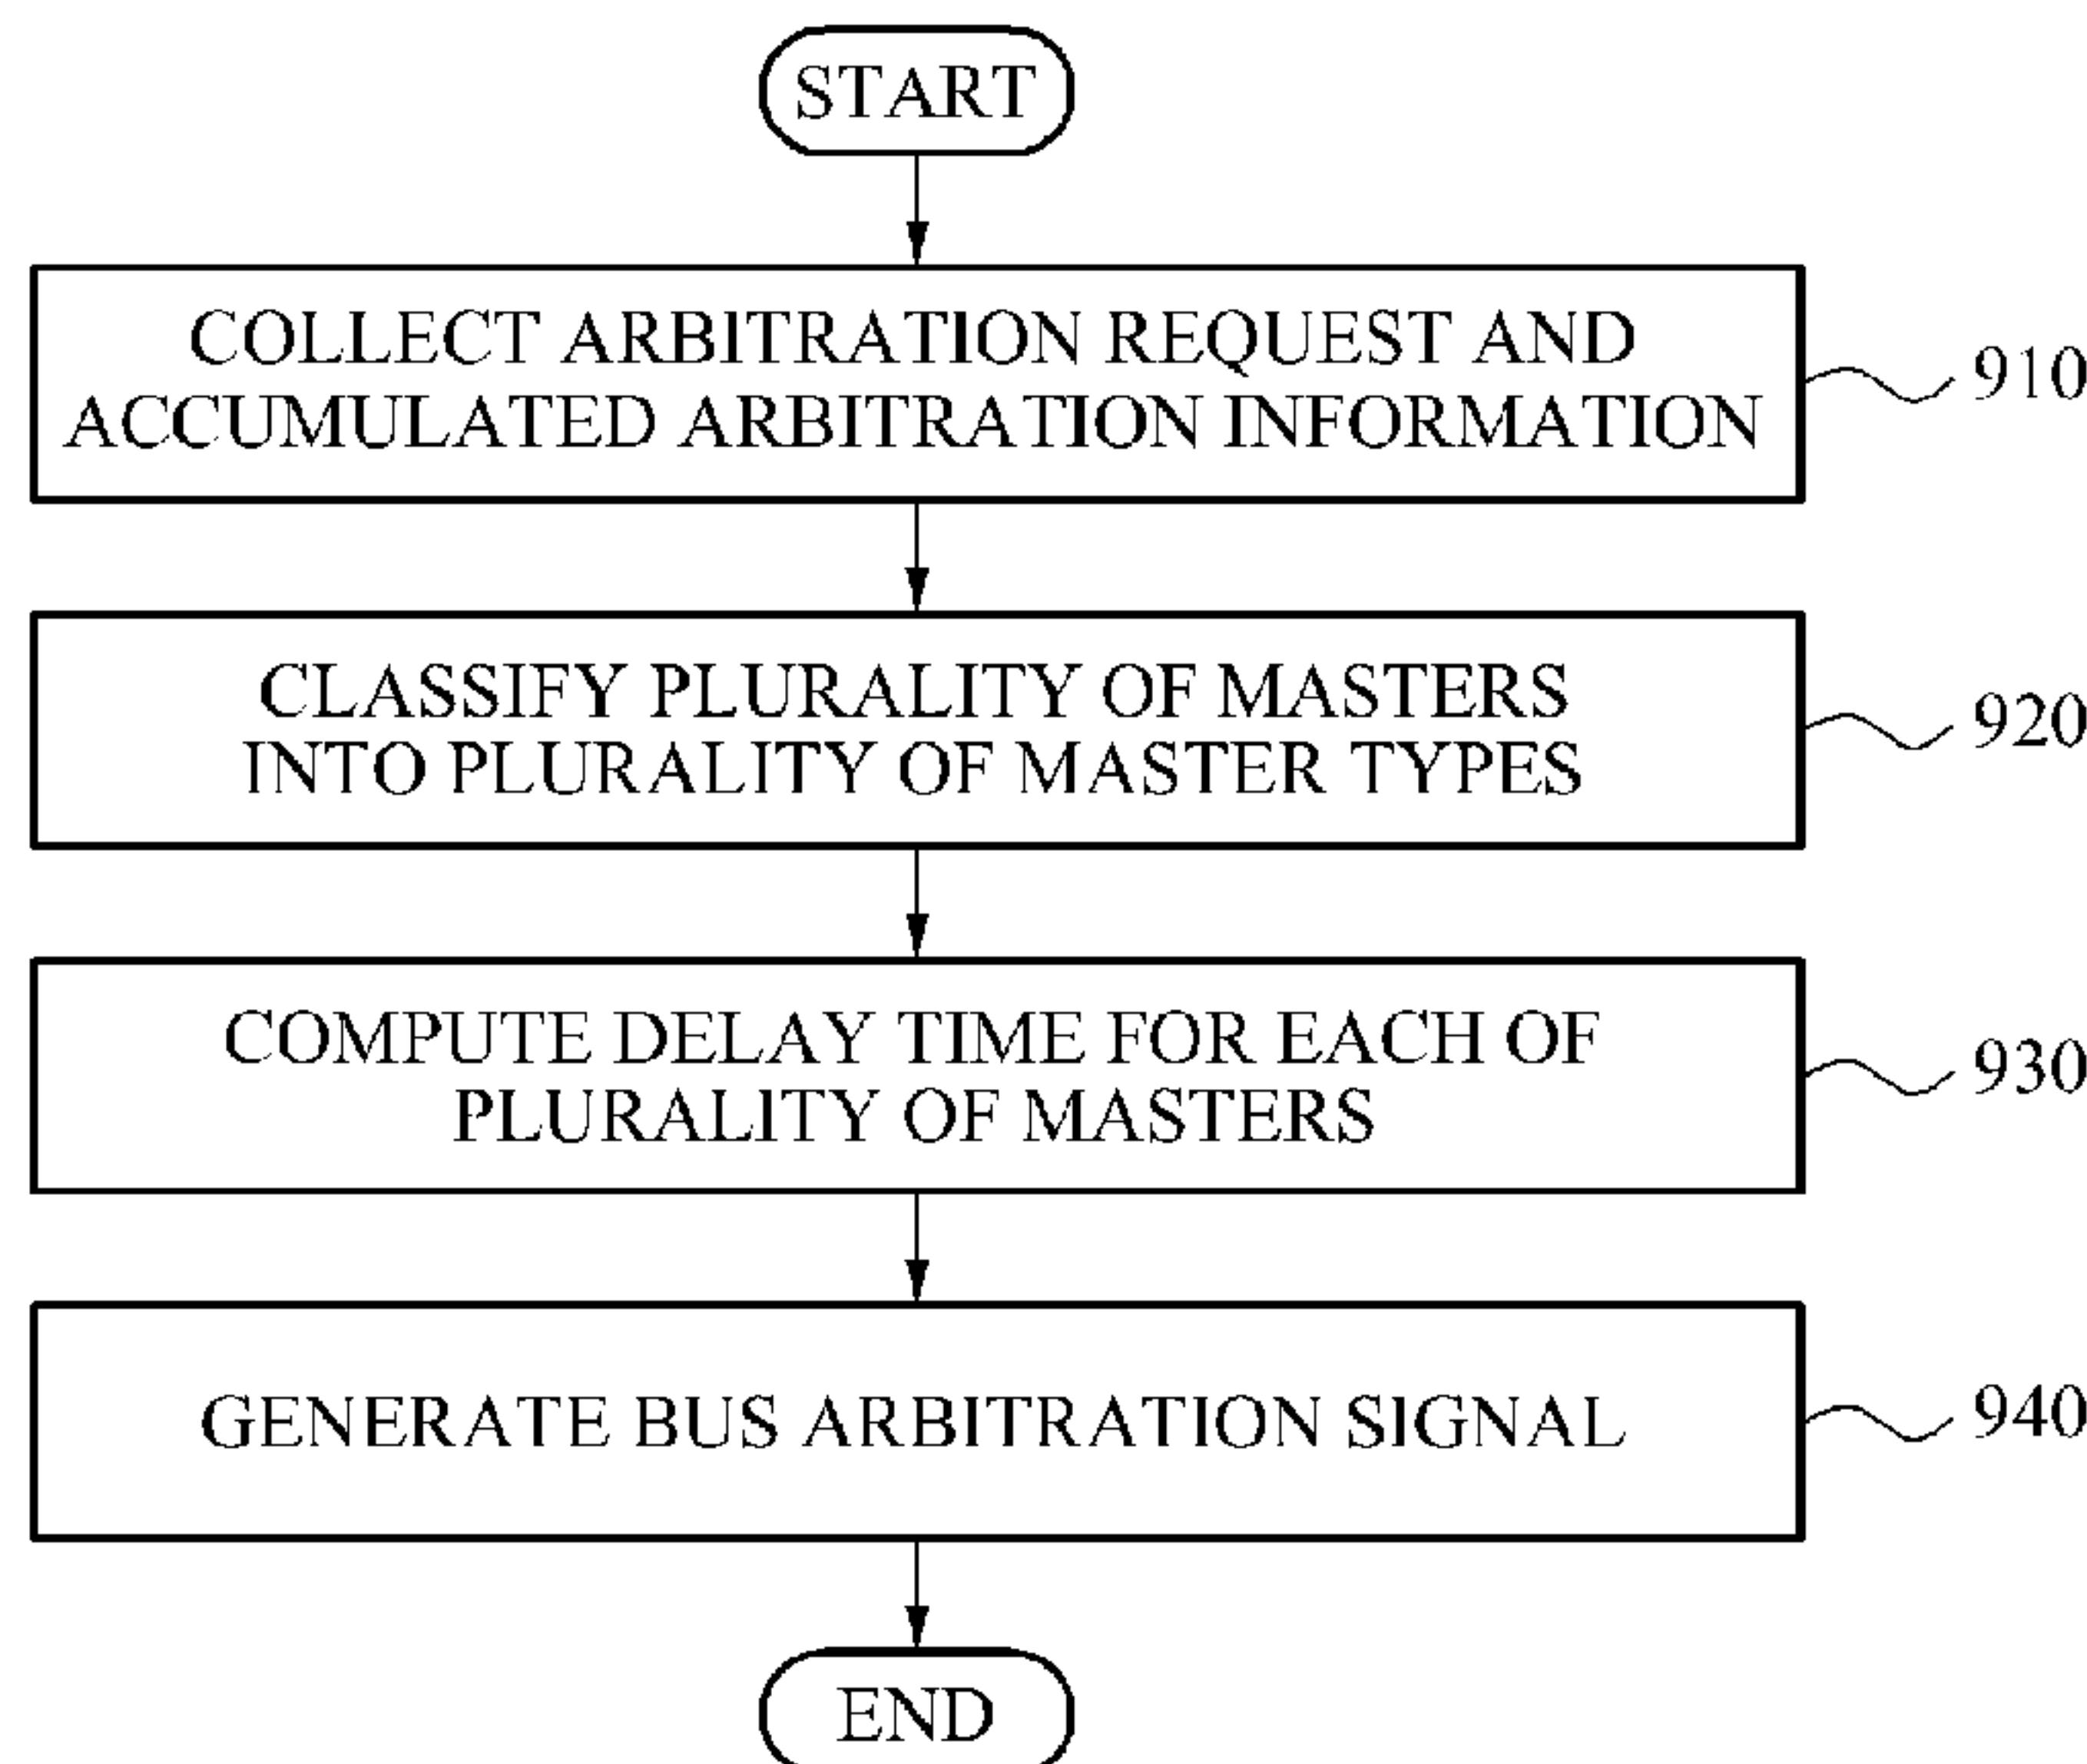 START
COLLECT ARBITRATION REQUEST AND
ACCUMULATED ARBITRATION INFORMATION
910
CLASSIFY PLURALITY OF MASTERS
INTO PLURALITY OF MASTER TYPES
920
COMPUTE DELAY TIME FOR EACH OF
PLURALITY OF MASTERS
930
GENERATE BUS ARBITRATION SIGNAL
940
END